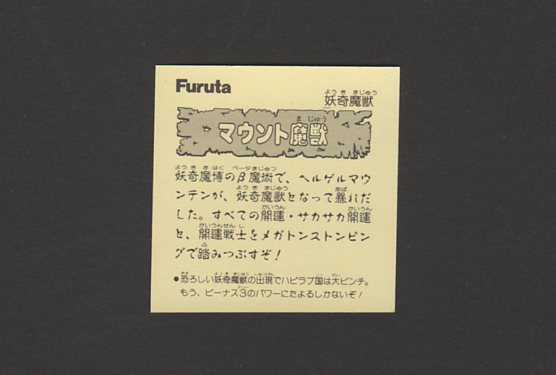 Furuta
妖奇魔獣
マウント魔獣
妖奇魔博のβ魔術で、ヘルゲルマウ
ンテンが、妖奇魔獣となって暴れだ
した。すべての開運・サカサカ開運
と、開運戦士をメガトンストンピン
グで踏みつぶすぞ！
●恐ろしい妖奇魔獣の出現でハピラブ国は大ピンチ。
もう、ビーナス3のパワーにたよるしかないぞ！